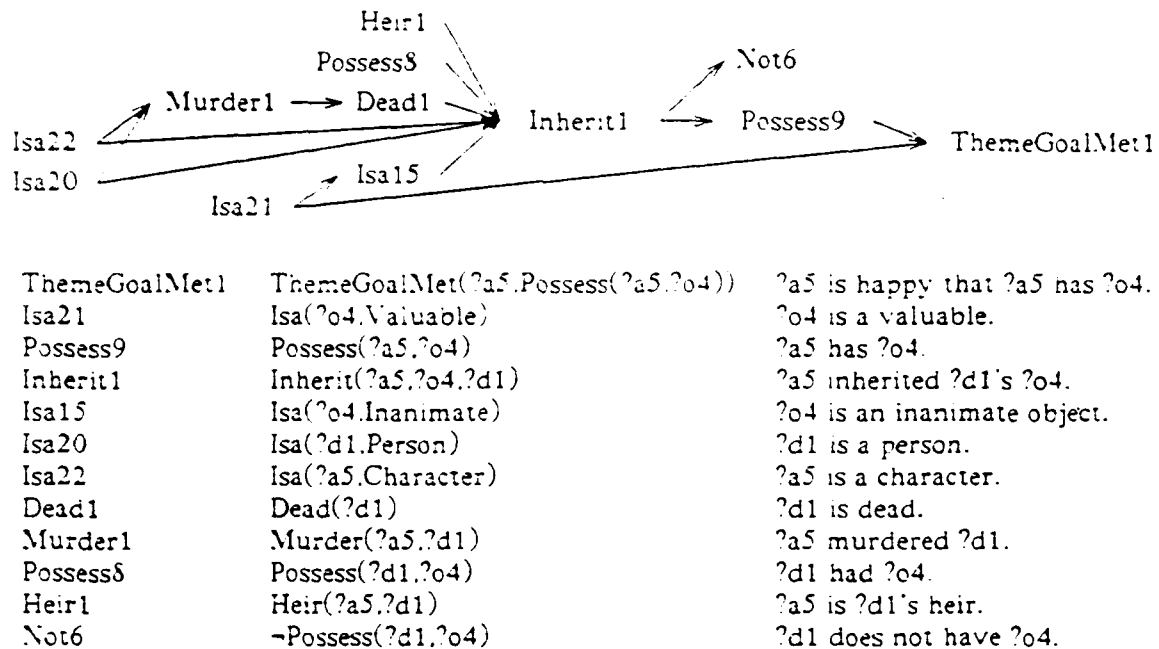 Heir1
Possess8
Not6
Murder1 Dead1
Inherit1 Possess9
Isa22
ThemeGoalMet1
Isa20
Isa15
Isa21
ThemeGoalMet1 ThemeGoalMet(?a5,Possess(?a5,?o4)) ?a5 is happy that ?a5 has ?o4.
Isa21 Isa(?o4,Valuable) ?o4 is a valuable.
Possess9 Possess(?a5,?o4) ?a5 has ?o4.
Inherit1 Inherit(?a5,?o4,?d1) ?a5 inherited ?d1's ?o4.
Isa15 Isa(?o4,Inanimate) ?o4 is an inanimate object.
Isa20 Isa(?d1,Person) ?d1 is a person.
Isa22 Isa(?a5,Character) ?a5 is a character.
Dead1 Dead(?d1) ?d1 is dead.
Murder1 Murder(?a5,?d1) ?a5 murdered ?d1.
Possess8 Possess(?d1,?o4) ?d1 had ?o4.
Heir1 Heir(?a5,?d1) ?a5 is ?d1's heir.
Not6 ¬Possess(?d1,?o4) ?d1 does not have ?o4.